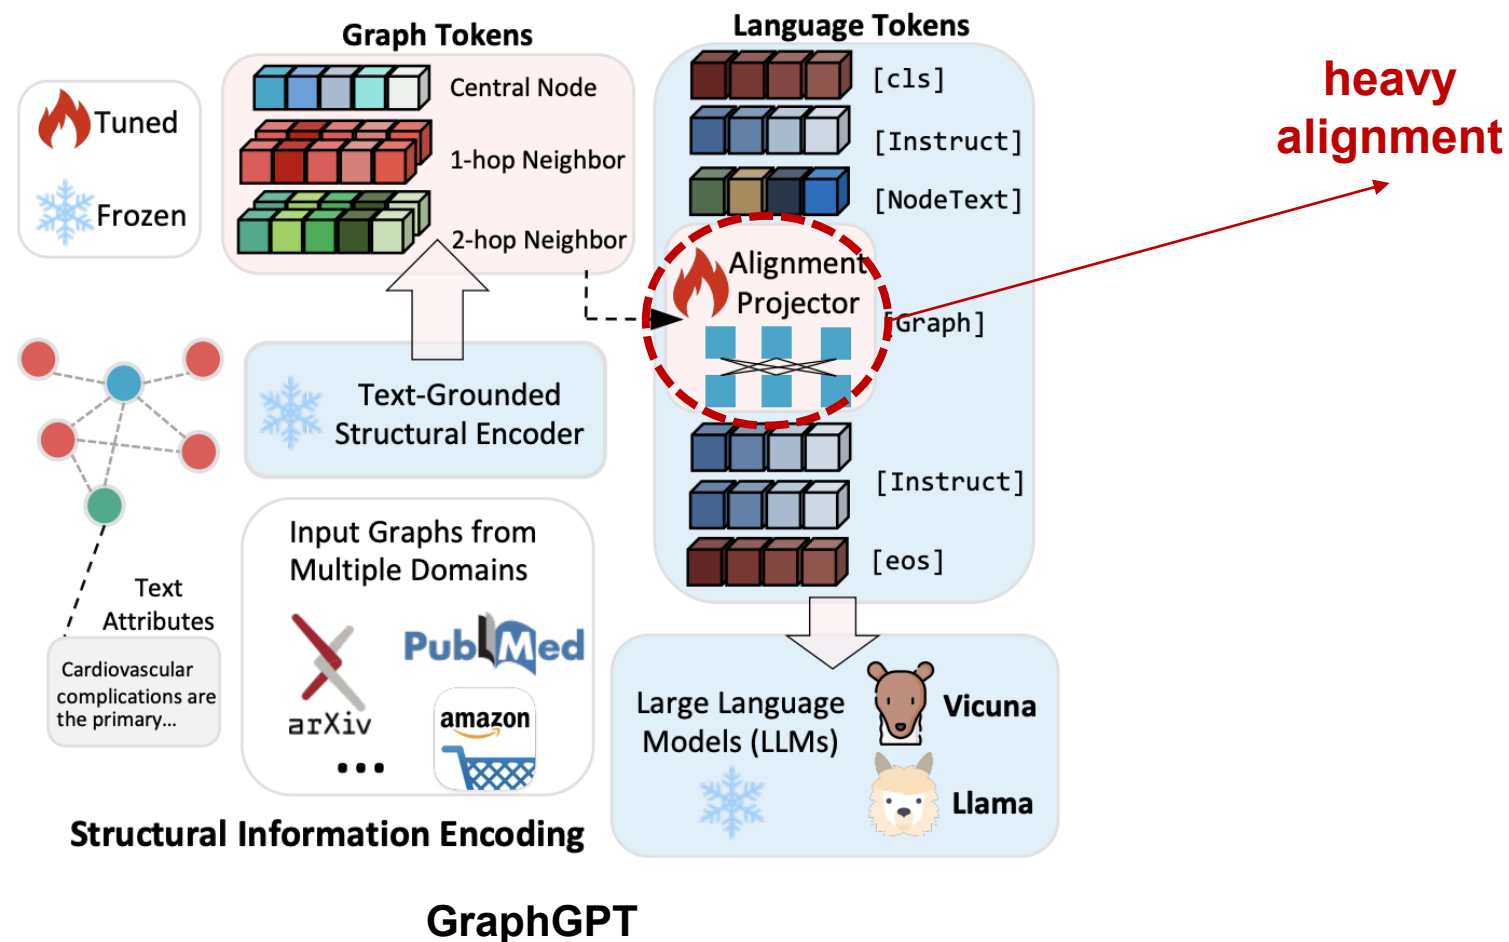 Graph Tokens
Language Tokens
heavy
alignment
Tuned
Frozen
Central Node
1-hop Neighbor
2-hop Neighbor
[cls]
[Instruct]
[NodeText]
Alignment
Projector
[Graph]
[Instruct]
[eos]
Text-Grounded
Structural Encoder
Input Graphs from
Multiple Domains
arXiv
PubMed
amazon
...
Text
Attributes
Cardiovascular
complications are
the primary...
Large Language
Models (LLMs)
Vicuna
Llama
Structural Information Encoding
GraphGPT